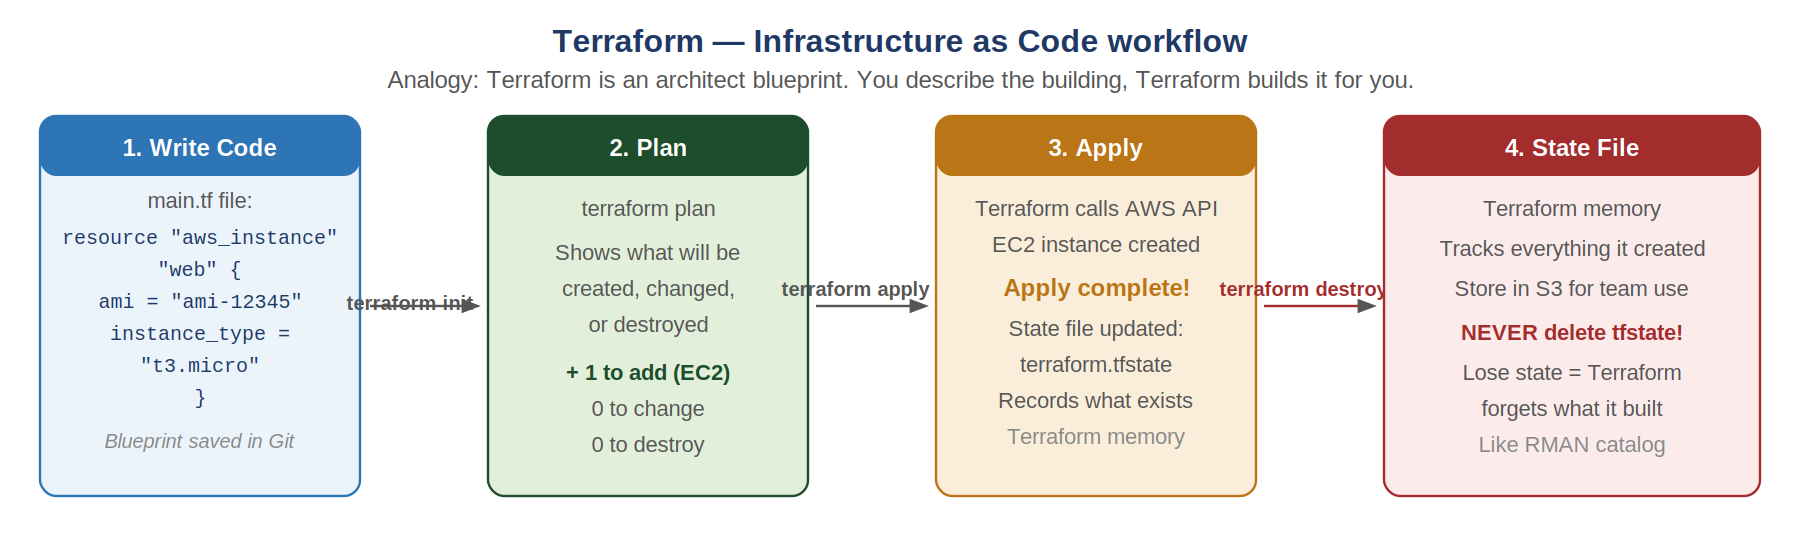 Terraform — Infrastructure as Code workflow
Analogy: Terraform is an architect blueprint. You describe the building, Terraform builds it for you.
1. Write Code
main.tf file:
resource "aws_instance"
"web" {
ami = "ami-12345"
instance_type =
"t3.micro"
}
Blueprint saved in Git
terraform init
2. Plan
terraform plan
Shows what will be
created, changed,
or destroyed
+ 1 to add (EC2)
0 to change
0 to destroy
terraform apply
3. Apply
Terraform calls AWS API
EC2 instance created
Apply complete!
State file updated:
terraform.tfstate
Records what exists
Terraform memory
terraform destroy
4. State File
Terraform memory
Tracks everything it created
Store in S3 for team use
NEVER delete tfstate!
Lose state = Terraform
forgets what it built
Like RMAN catalog